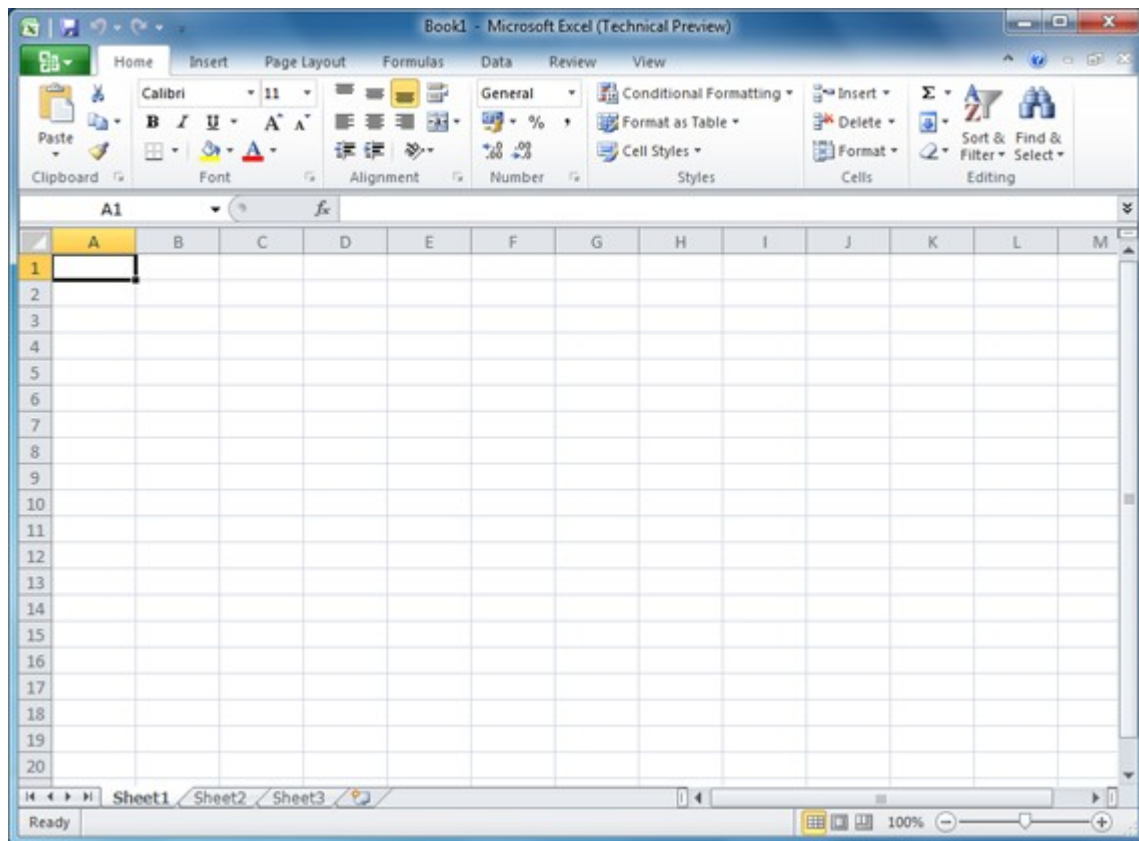 Book1 - Microsoft Excel (Technical Preview)
Home Insert Page Layout Formulas Data Review View
Calibri 11 General Conditional Formatting Insert Σ
Paste B I U A A % , Format as Table Delete Sort & Filter Find & Select
A Cell Styles Format
Clipboard Font Alignment Number Styles Cells Editing
A1 fx
A B C D E F G H I J K L M
1
2
3
4
5
6
7
8
9
10
11
12
13
14
15
16
17
18
19
20
Sheet1 Sheet2 Sheet3
Ready 100%